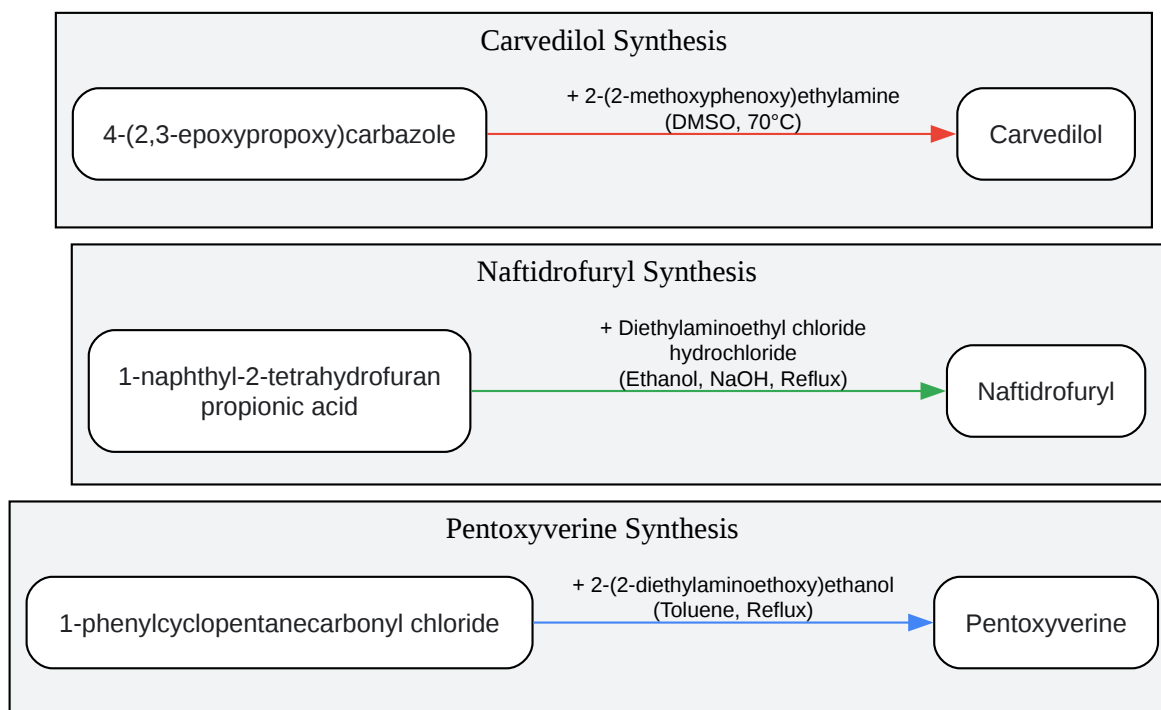 Carvedilol Synthesis
+ 2-(2-methoxyphenoxy)ethylamine
(DMSO, 70°C)
4-(2,3-epoxypropoxy)carbazole
Carvedilol
Naftidrofuryl Synthesis
+ Diethylaminoethyl chloride
hydrochloride
(Ethanol, NaOH, Reflux)
1-naphthyl-2-tetrahydrofuran
propionic acid
Naftidrofuryl
Pentoxyverine Synthesis
+ 2-(2-diethylaminoethoxy)ethanol
(Toluene, Reflux)
1-phenylcyclopentanecarbonyl chloride
Pentoxyverine